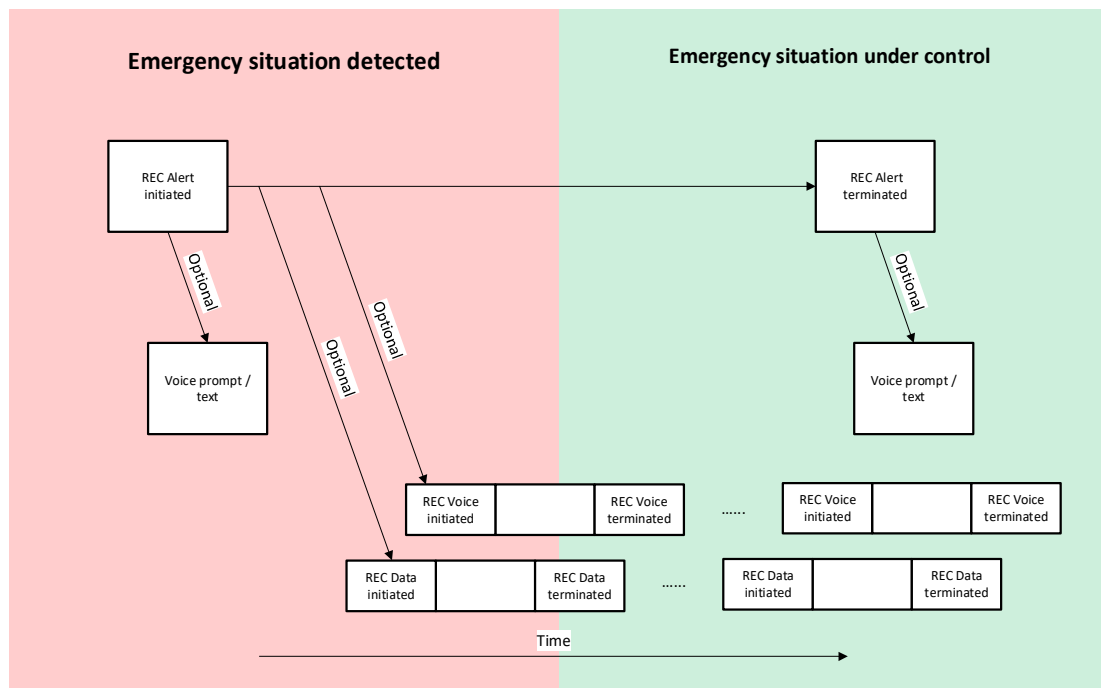 Emergency situation detected
Emergency situation under control
REC Alert
initiated
REC Alert
terminated
Optional
Optional
Optional
Optional
Voice prompt /
text
Voice prompt /
text
REC Voice
initiated
REC Voice
terminated
......
REC Voice
initiated
REC Voice
terminated
REC Data
initiated
REC Data
terminated
......
REC Data
initiated
REC Data
terminated
Time